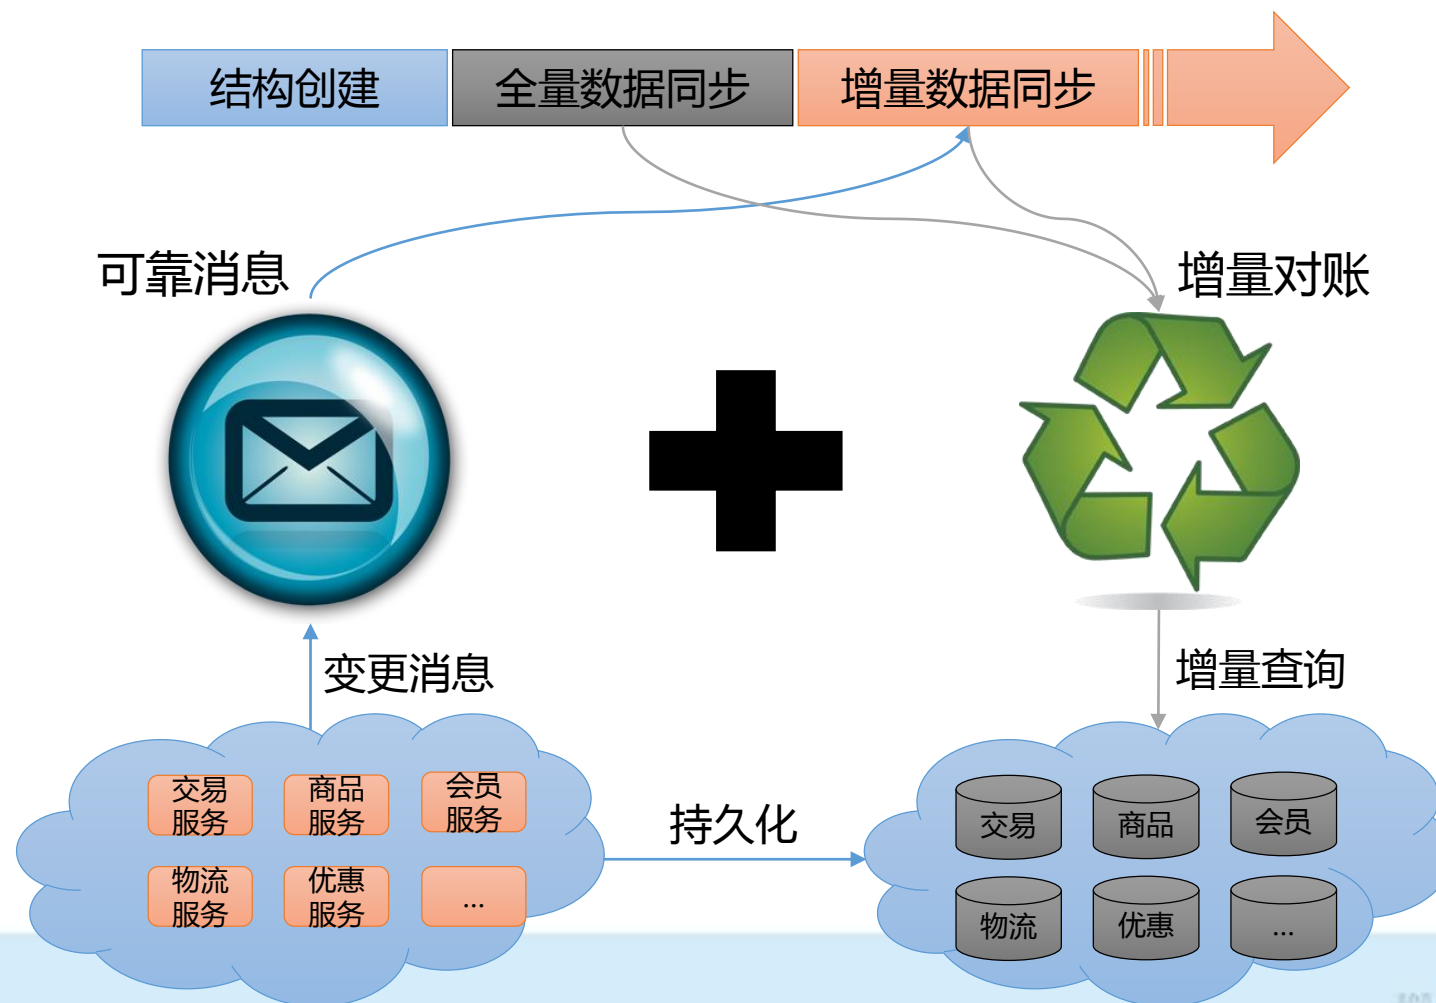 结构创建
全量数据同步
增量数据同步
可靠消息
增量对账
变更消息
增量查询
交易
服务
商品
服务
会员
服务
物流
服务
优惠
服务
...
持久化
交易
商品
会员
物流
优惠
...